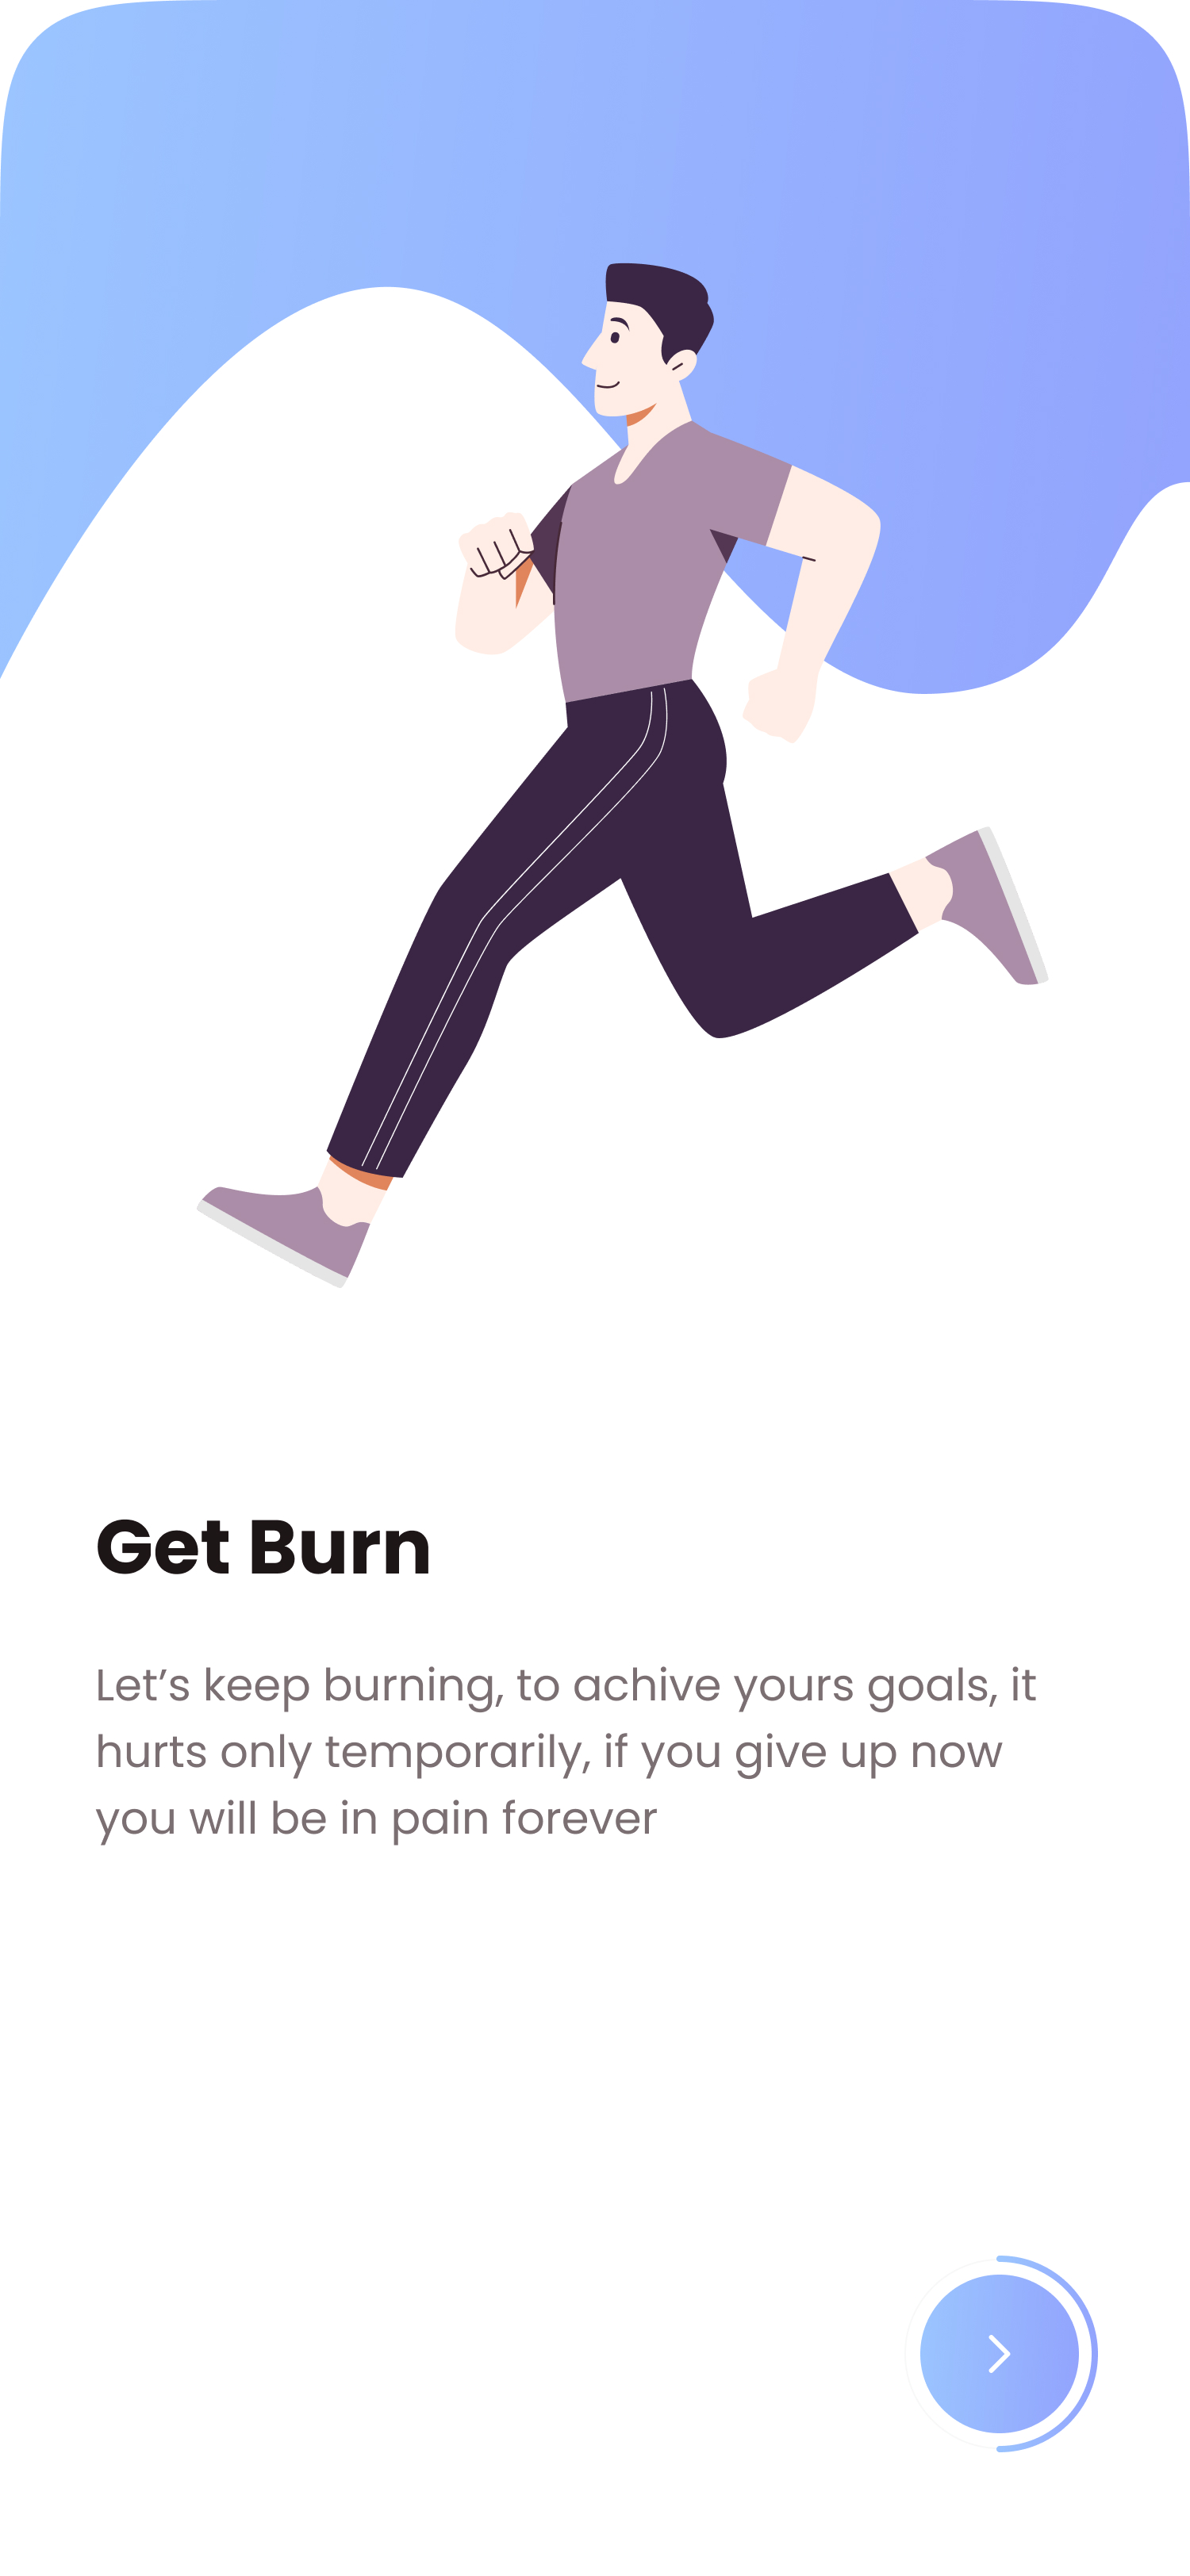 Get Burn
Let’s keep burning, to achive yours goals, it
hurts only temporarily, if you give up now
you will be in pain forever